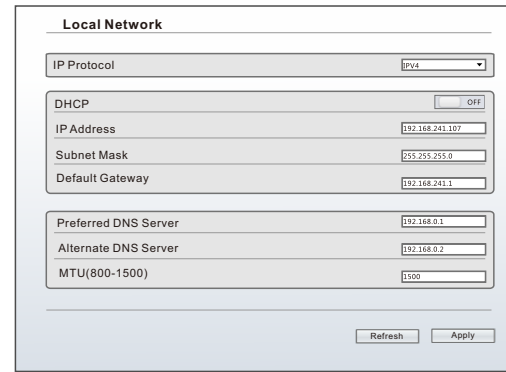 Local Network
IP Protocol IPV4
DHCP OFF
IP Address 192.168.241.107
Subnet Mask 255.255.255.0
Default Gateway 192.168.241.1
Preferred DNS Server 192.168.0.1
Alternate DNS Server 192.168.0.2
MTU(800-1500) 1500
Refresh Apply